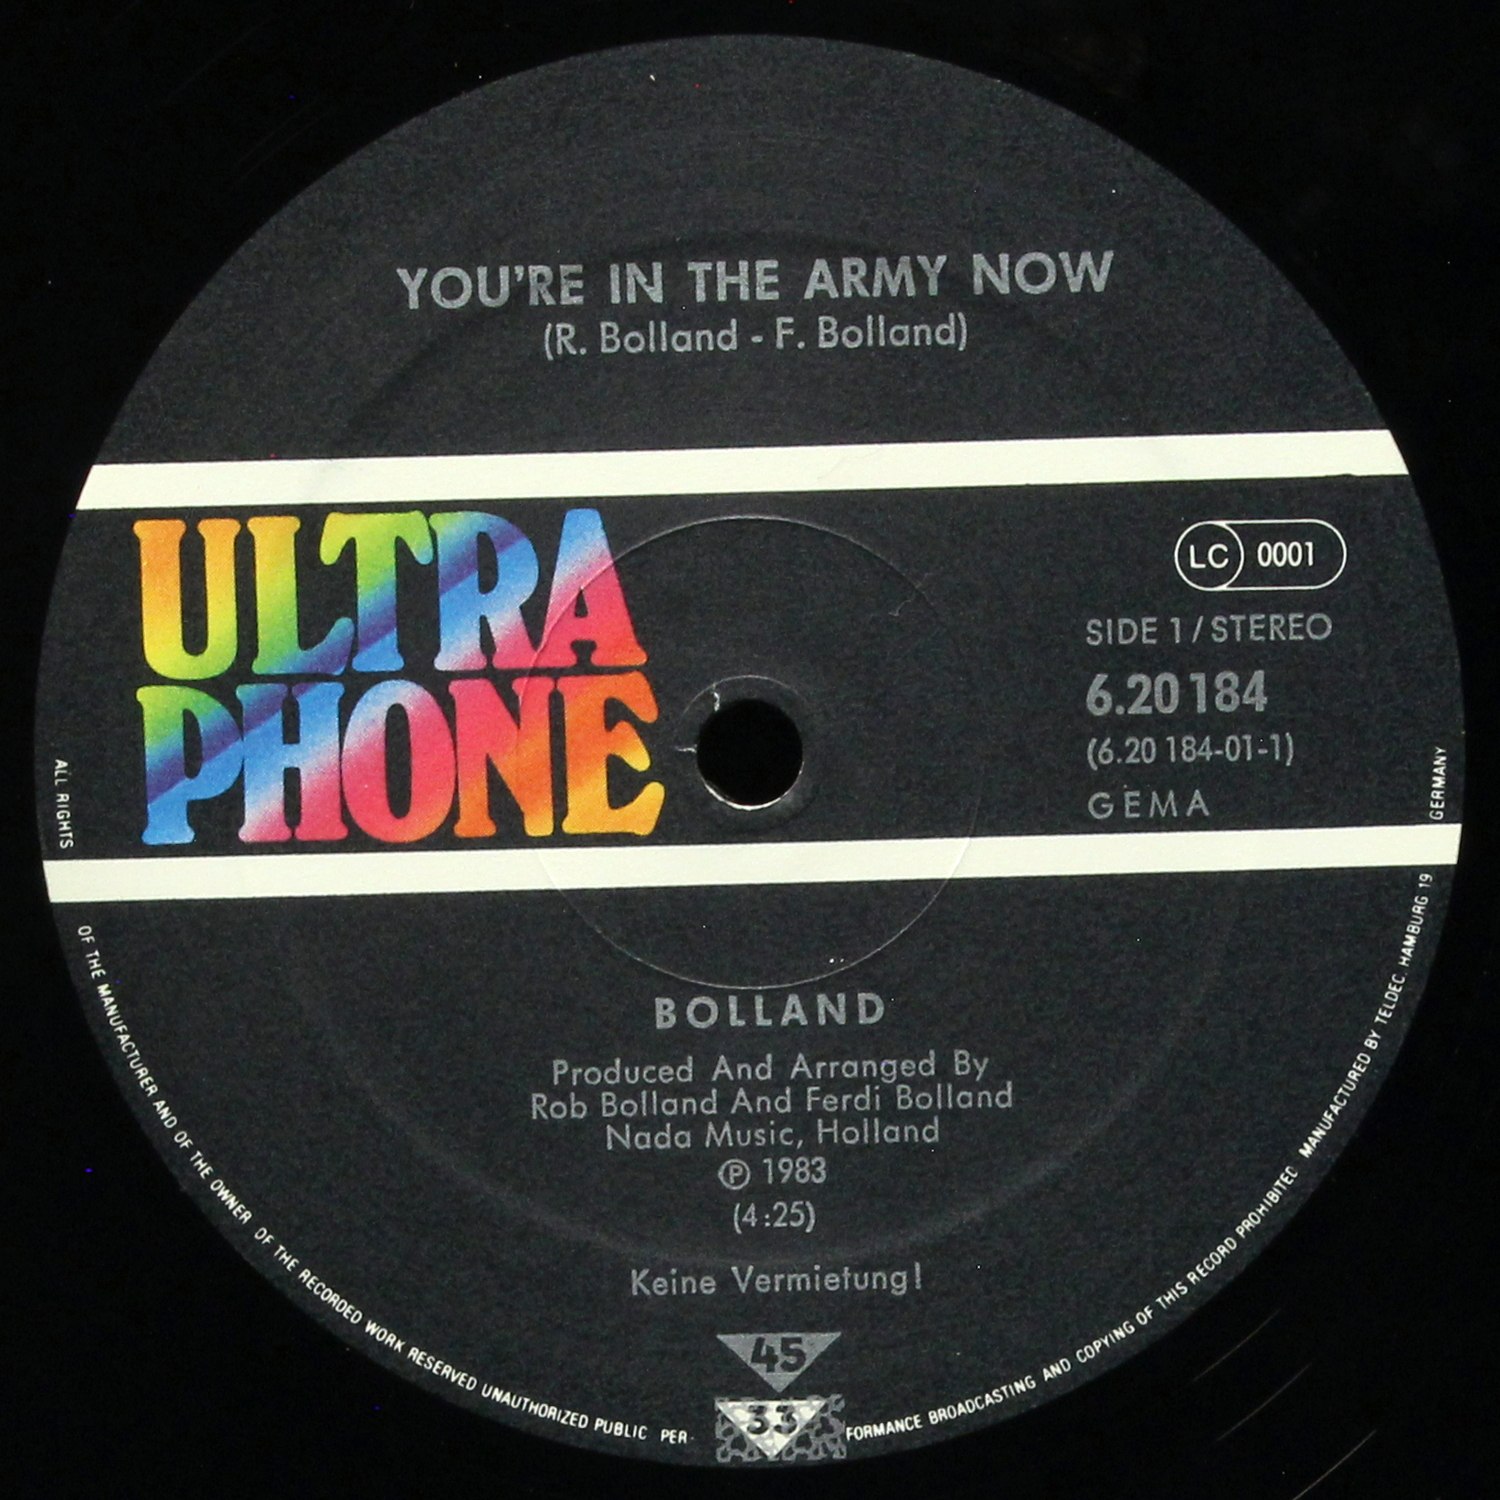 YOU'RE IN THE ARMY NOW
(R. Bolland - F. Bolland)
ULTRA
PHONE
LC 0001
SIDE 1/STEREO
6.20184
(6.20 184-01-1)
GEMA
BOLLAND
Produced And Arranged By
Rob Bolland And Ferdi Bolland
Nada Music, Holland
Ⓟ 1983
(4:25)
Keine Vermietung!
45
33
ALL RIGHTS OF THE MANUFACTURER AND OF THE OWNER OF THE RECORDED WORK RESERVED UNAUTHORIZED PUBLIC PER- FORMANCE BROADCASTING AND COPYING OF THIS RECORD PROHIBITED MANUFACTURED BY TELDEC HAMBURG 19 GERMANY